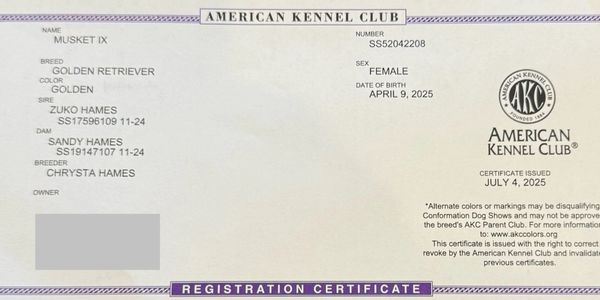 AMERICAN KENNEL CLUB
NAME
MUSKET IX
NUMBER
SS52042208
BREED
GOLDEN RETRIEVER
SEX
FEMALE
COLOR
GOLDEN
DATE OF BIRTH
APRIL 9, 2025
SIRE
ZUKO HAMES
SS17596109 11-24
DAM
SANDY HAMES
SS19147107 11-24
BREEDER
CHRYSTA HAMES
OWNER
AMERICAN KENNEL CLUB
AKC
FOUNDED 1884
AMERICAN
KENNEL CLUB®
CERTIFICATE ISSUED
JULY 4, 2025
*Alternate colors or markings may be disqualifying
Conformation Dog Shows and may not be approve
the breed's AKC Parent Club. For more information
to: www.akccolors.org
This certificate is issued with the right to correct
revoke by the American Kennel Club and invalidate
previous certificates.
REGISTRATION CERTIFICATE